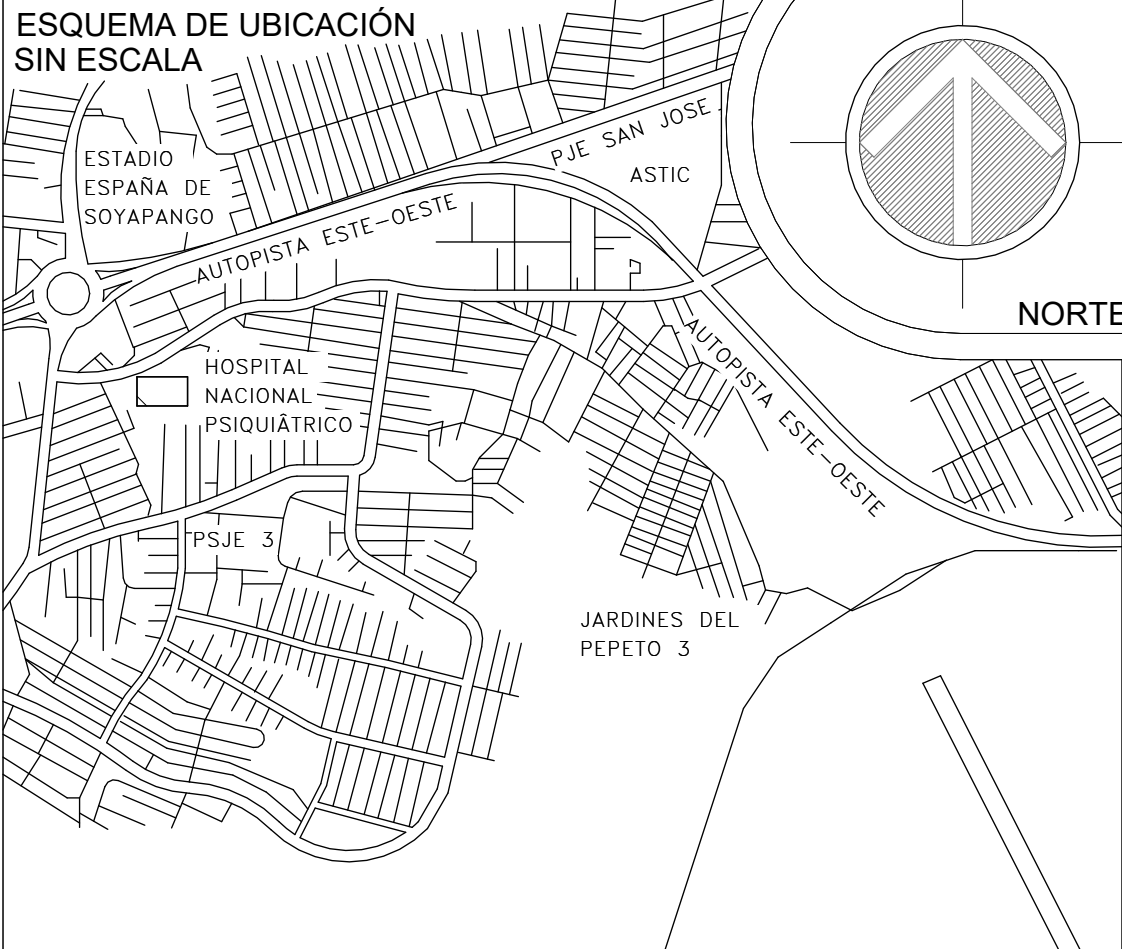 ESQUEMA DE UBICACIÓN
SIN ESCALA
ESTADIO
ESPAÑA DE
SOYAPANGO
PJE SAN JOSE
ASTIC
AUTOPISTA ESTE-OESTE
NORTE
HOSPITAL
NACIONAL
PSIQUIÂTRICO
AUTOPISTA ESTE-OESTE
PSJE 3
JARDINES DEL
PEPETO 3